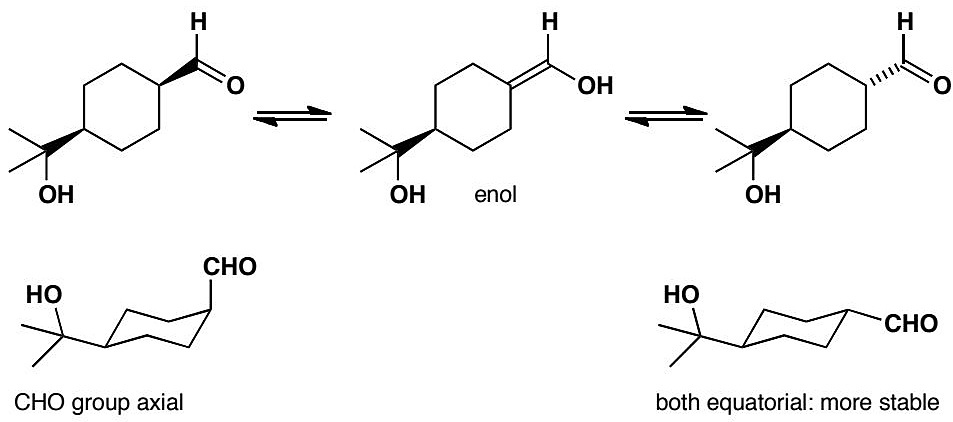 H
O
OH
H
OH
OH
enol
H
O
OH
CHO
HO
CHO group axial
HO
CHO
both equatorial: more stable